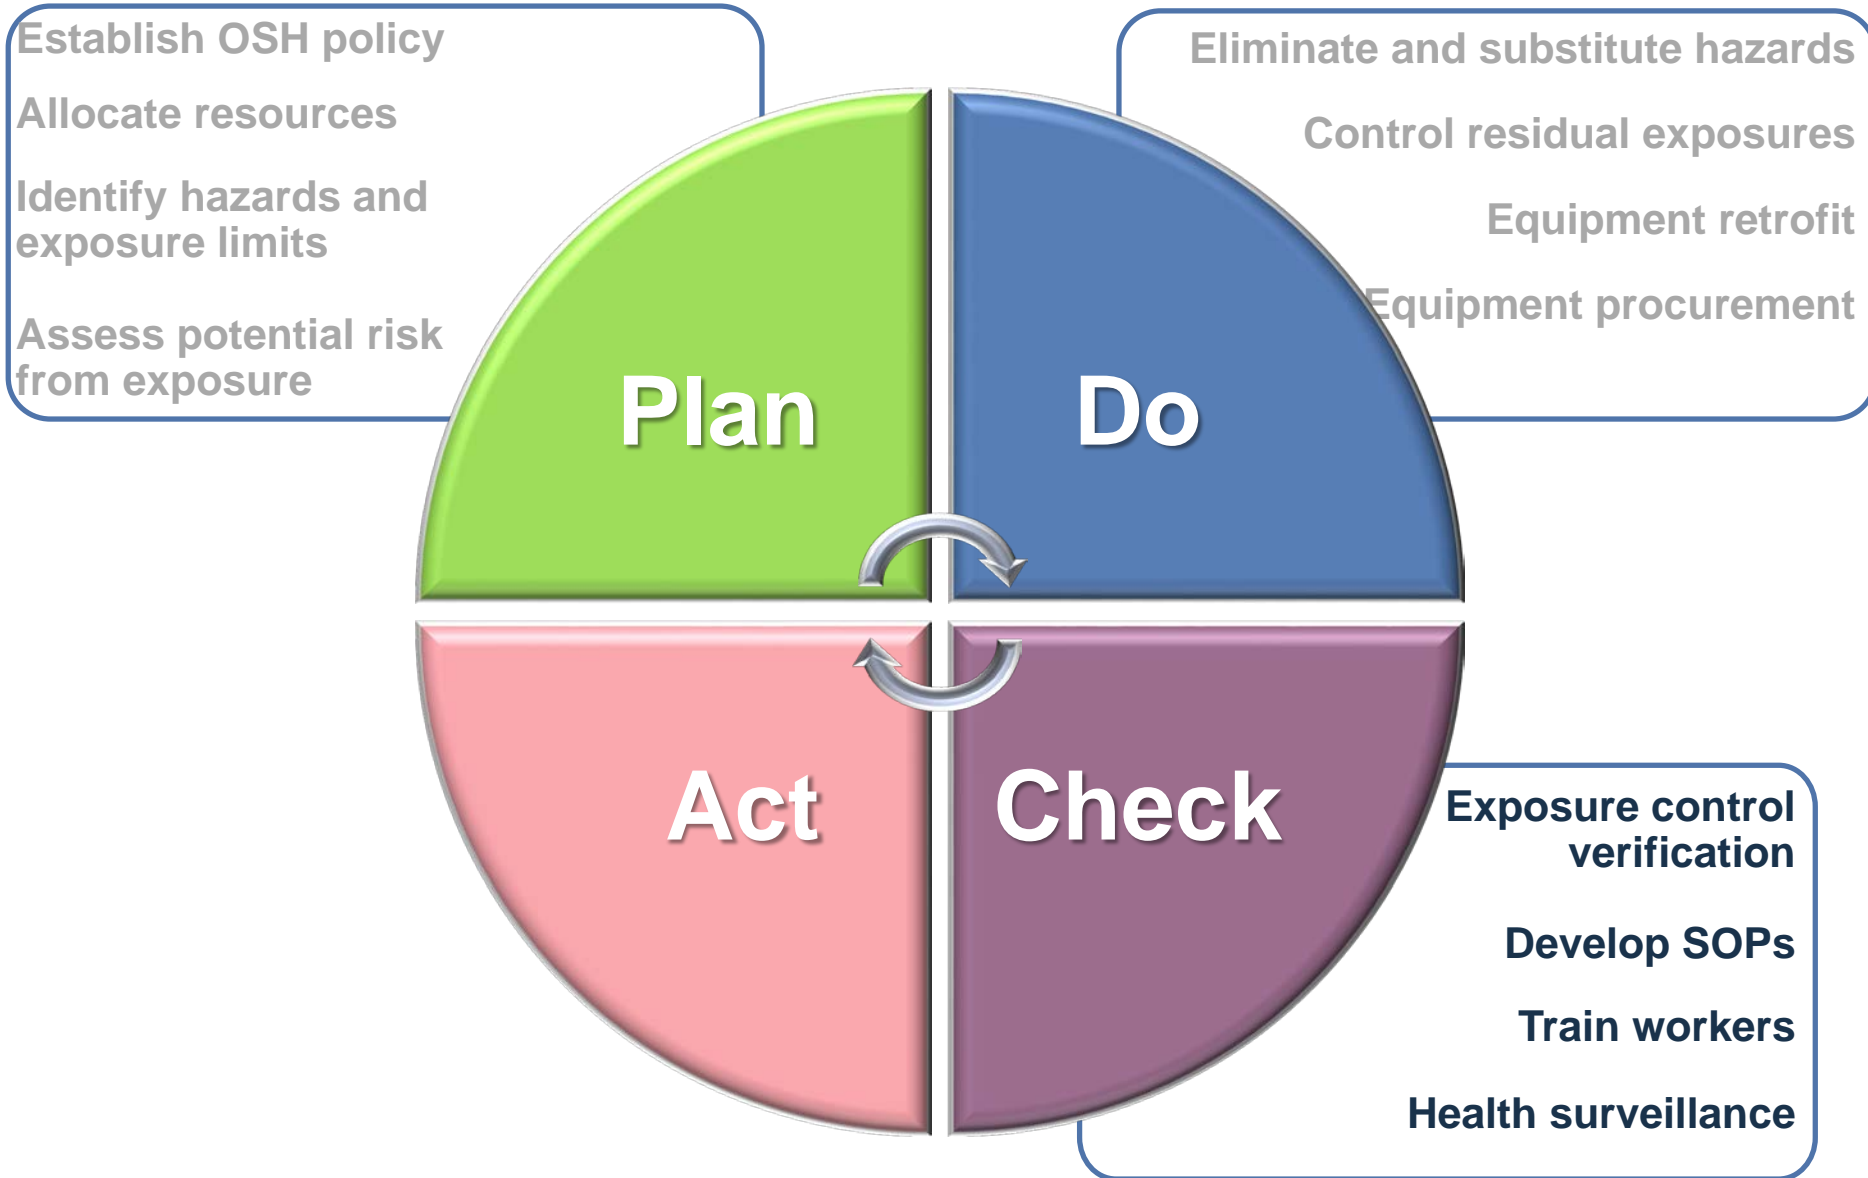 Establish OSH policy
Allocate resources
Identify hazards and
exposure limits
Assess potential risk
from exposure
Eliminate and substitute hazards
Control residual exposures
Equipment retrofit
Equipment procurement
Plan
Do
Act
Check
Exposure control
verification
Develop SOPs
Train workers
Health surveillance